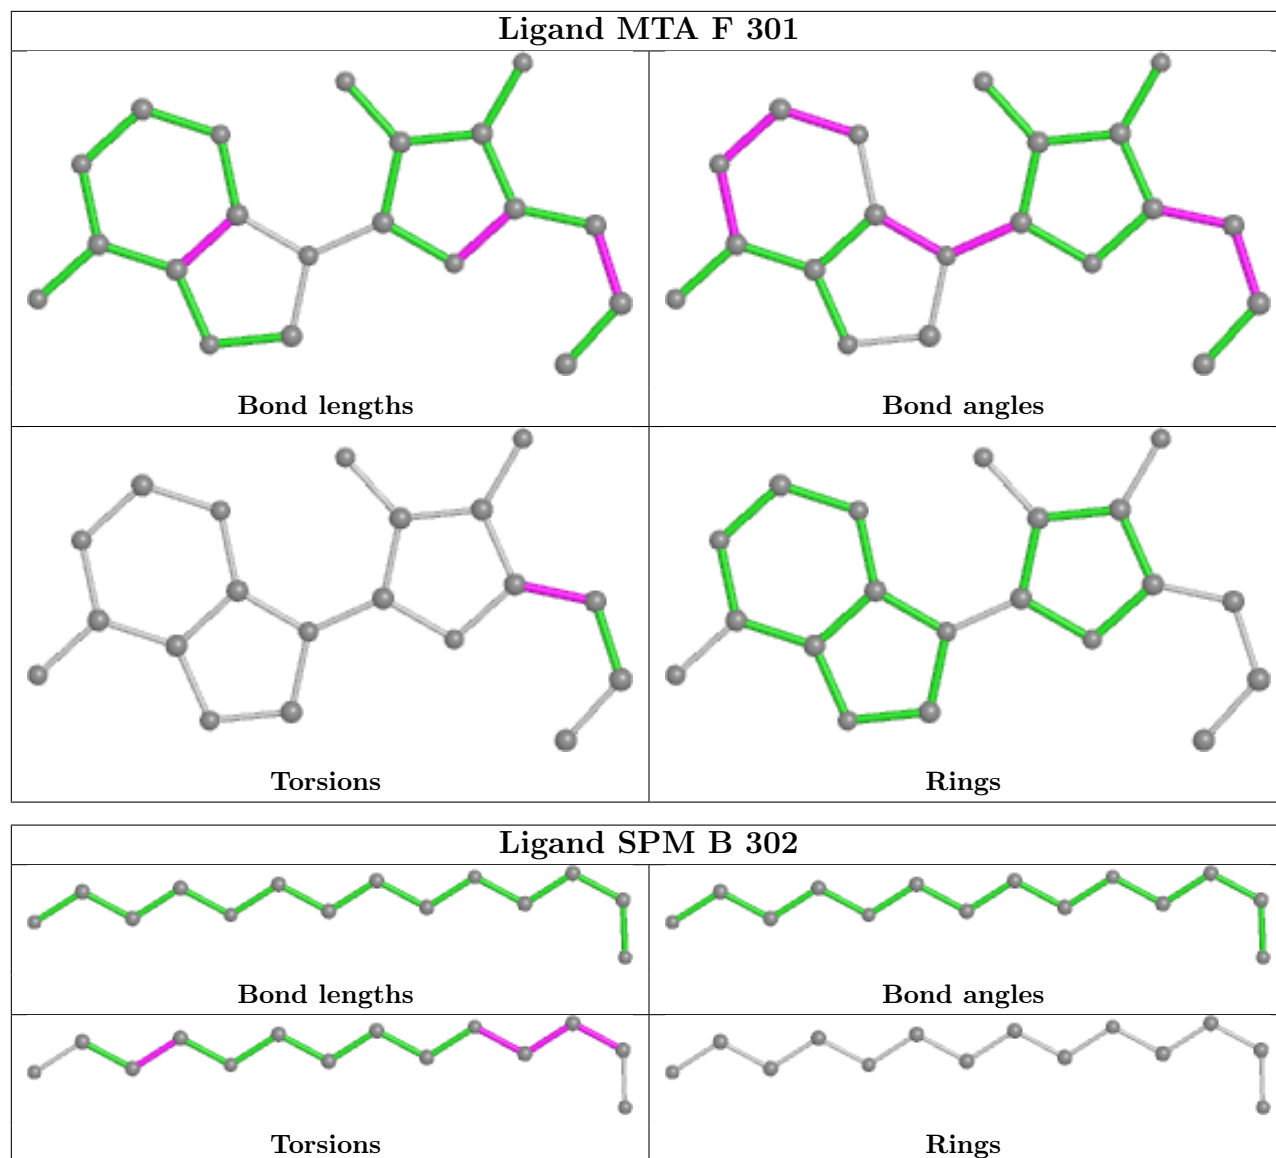 Ligand MTA F 301
Bond lengths
Bond angles
Torsions
Rings
Ligand SPM B 302
Bond lengths
Bond angles
Torsions
Rings